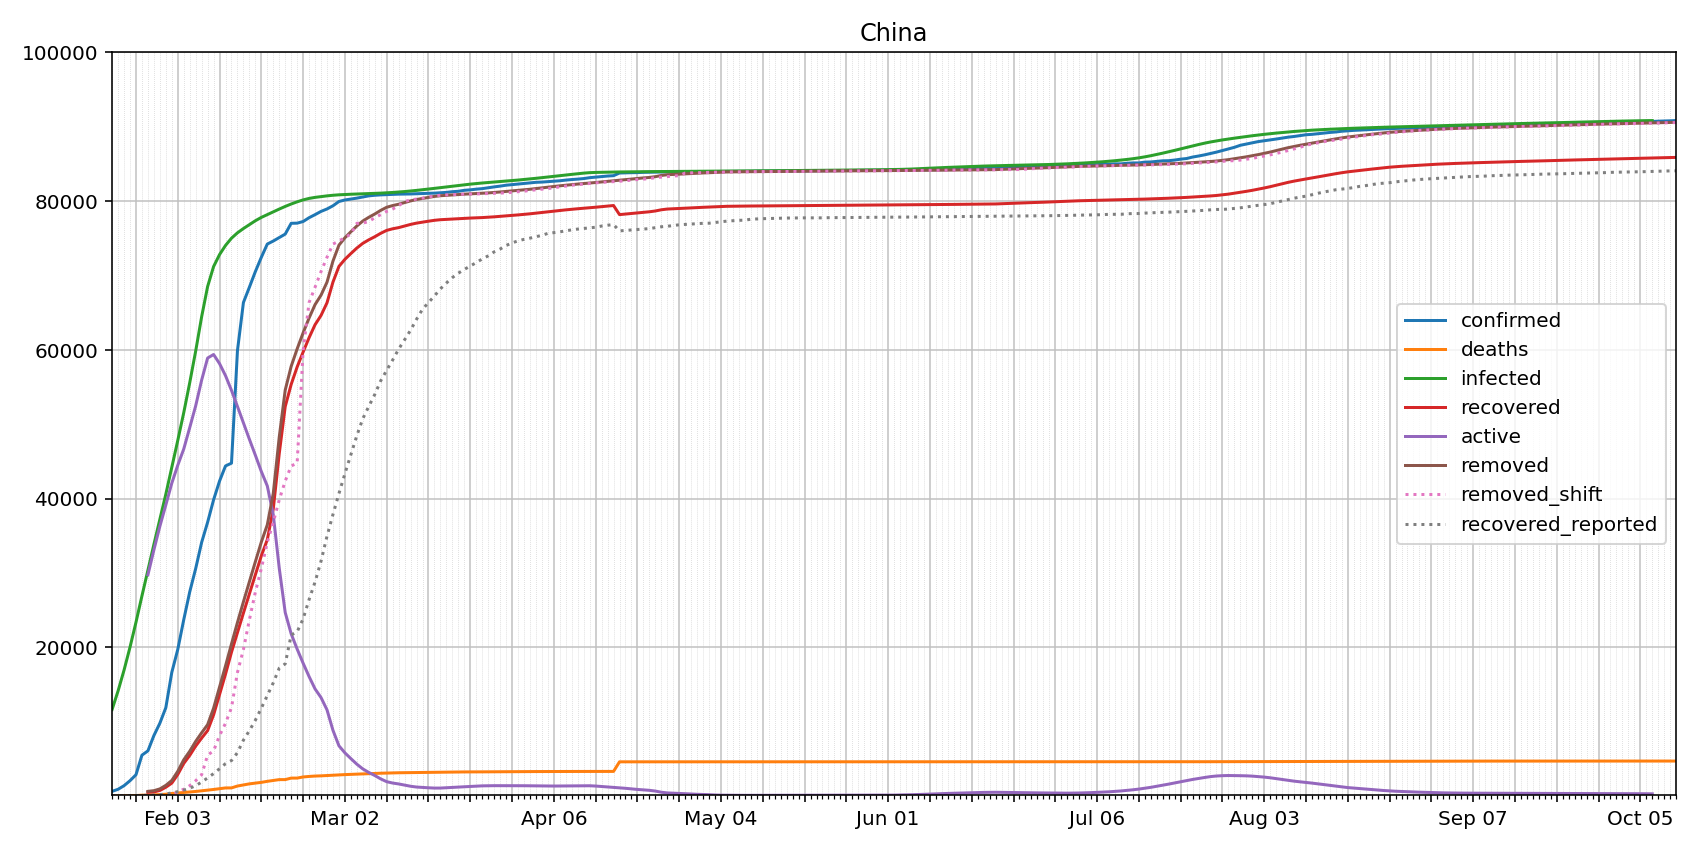 China
100000
80000
60000
40000
20000
confirmed
deaths
infected
recovered
active
removed
removed_shift
recovered_reported
Feb 03 Mar 02 Apr 06 May 04 Jun 01 Jul 06 Aug 03 Sep 07 Oct 05